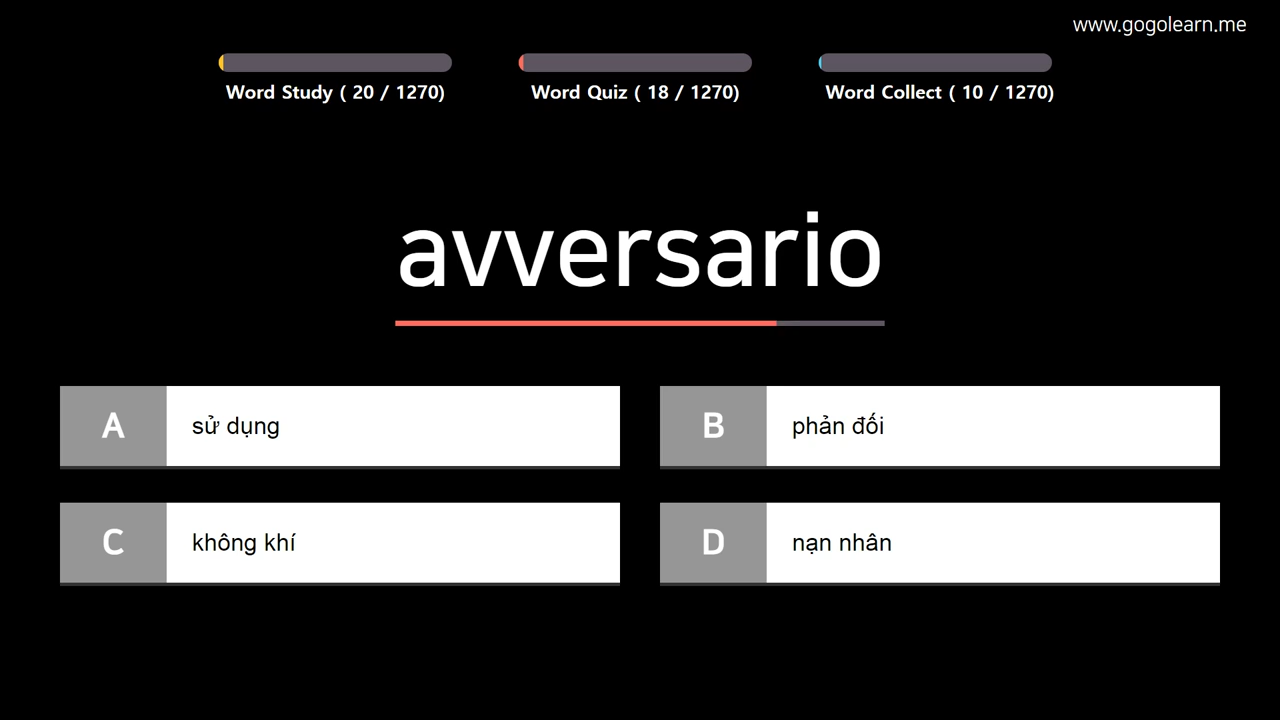 www.gogolearn.me
Word Study ( 20 / 1270)
Word Quiz ( 18 / 1270)
Word Collect ( 10 / 1270)
avversario
A sử dụng
B phản đối
C không khí
D nạn nhân